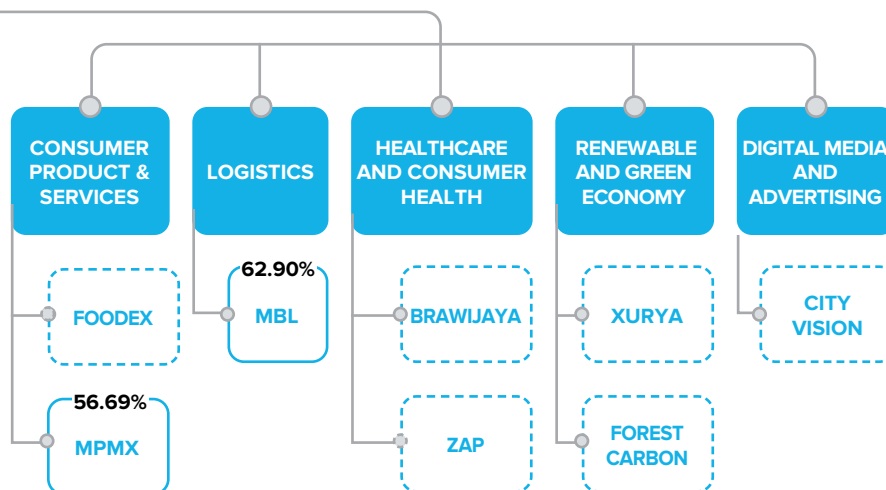 CONSUMER
PRODUCT &
SERVICES
LOGISTICS
HEALTHCARE
AND CONSUMER
HEALTH
RENEWABLE
AND GREEN
ECONOMY
DIGITAL MEDIA
AND
ADVERTISING
FOODEX
56.69%
MPMX
62.90%
MBL
BRAWIJAYA
ZAP
XURYA
FOREST
CARBON
CITY
VISION